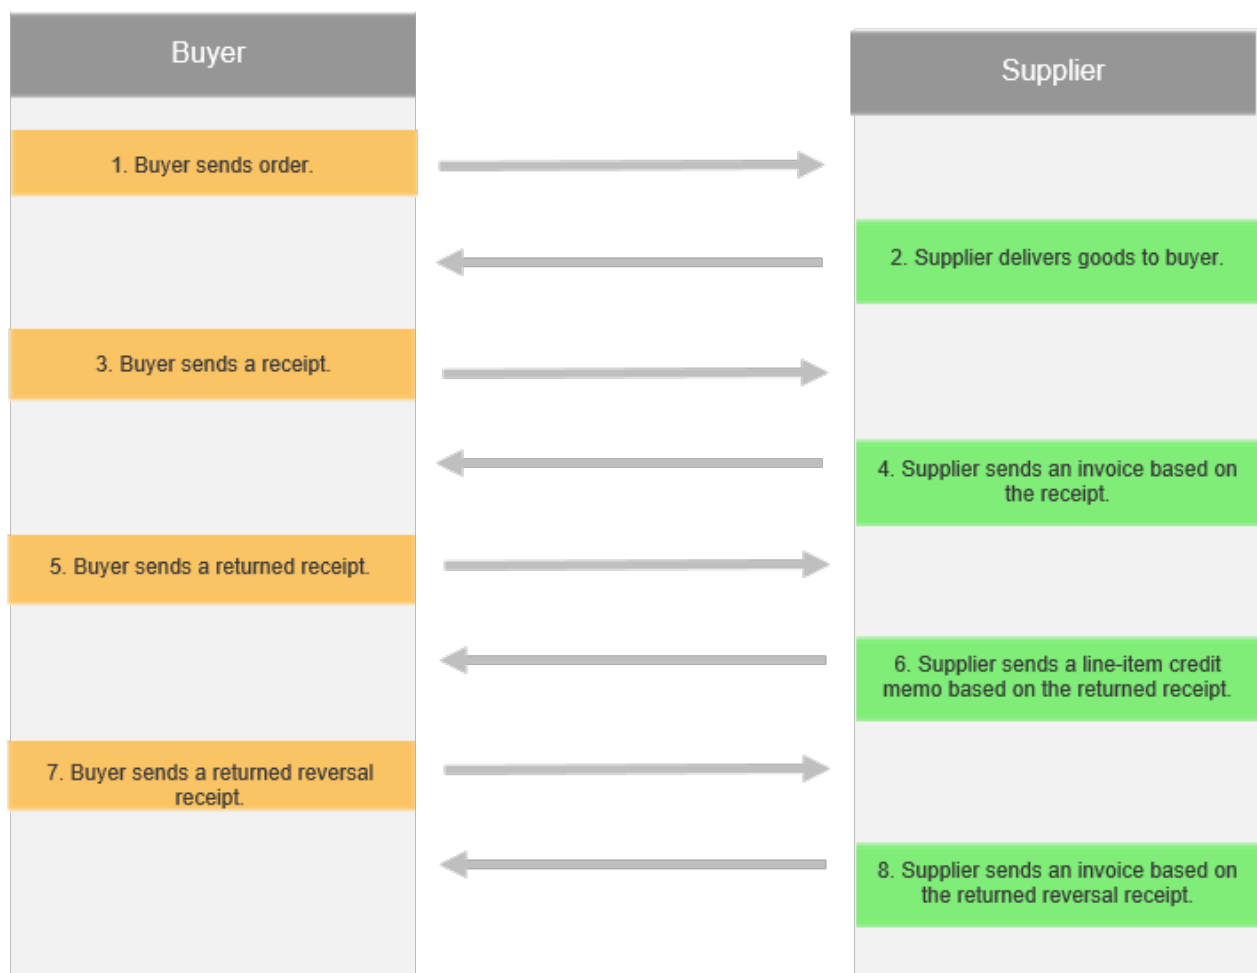 Buyer
Supplier
1. Buyer sends order.
2. Supplier delivers goods to buyer.
3. Buyer sends a receipt.
4. Supplier sends an invoice based on
the receipt.
5. Buyer sends a returned receipt.
6. Supplier sends a line-item credit
memo based on the returned receipt.
7. Buyer sends a returned reversal
receipt.
8. Supplier sends an invoice based on
the returned reversal receipt.